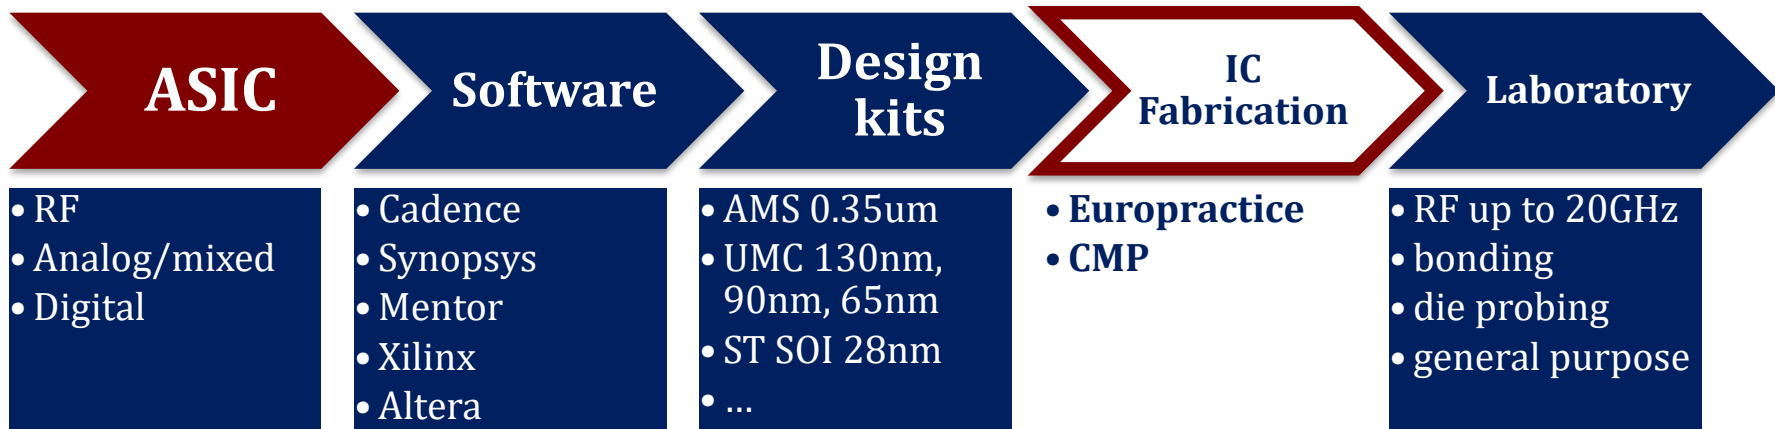 ASIC
• RF
• Analog/mixed
• Digital
Software
• Cadence
• Synopsys
• Mentor
• Xilinx
• Altera
Design
kits
• AMS 0.35um
• UMC 130nm,
90nm, 65nm
• ST SOI 28nm
• ...
IC
Fabrication
• Europractice
• CMP
Laboratory
• RF up to 20GHz
• bonding
• die probing
• general purpose